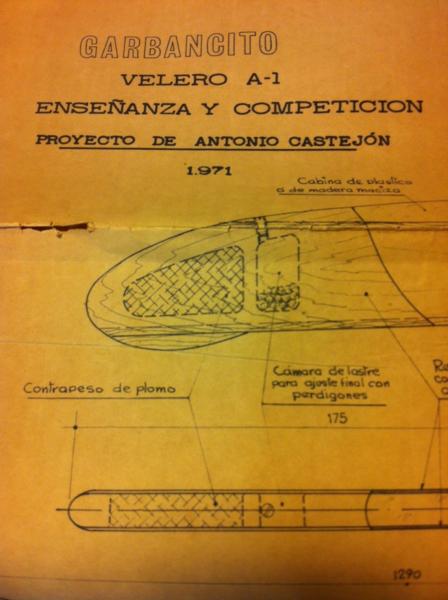 GARBANCITO
VELERO A-1
ENSEÑANZA Y COMPETICION
PROYECTO DE ANTONIO CASTEJÓN
1.971
Cabina de plastico
ó de madera maciza
Contrapeso de plomo
Cámara de lastre
para ajuste final con
perdigones
175
1290